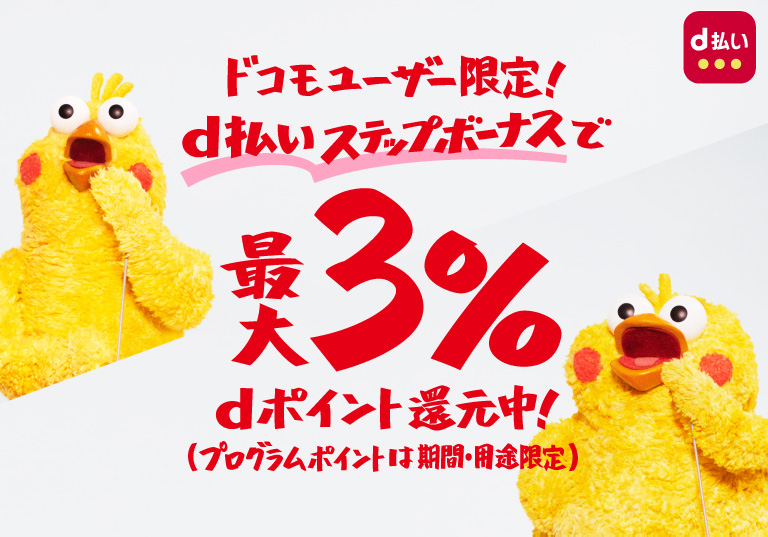 d払い
ドコモユーザー限定!
d払いステップボーナスで
最大3%
dポイント還元中!
(プログラムポイントは期間・用途限定)